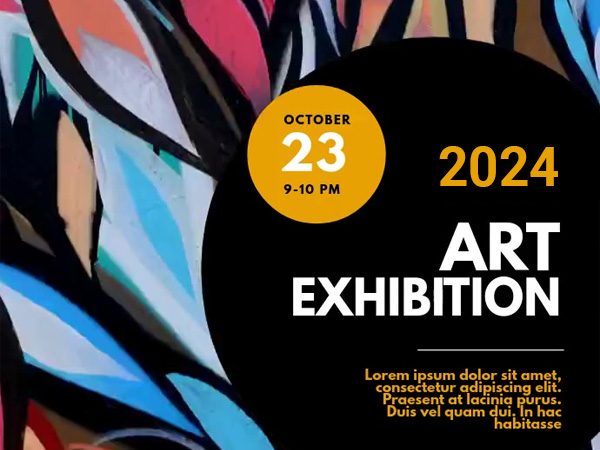 OCTOBER
23
9-10 PM
2024
ART
EXHIBITION
Lorem ipsum dolor sit amet,
consectetur adipiscing elit.
Praesent at lacinia purus.
Duis vel quam dui. In hac
habitasse